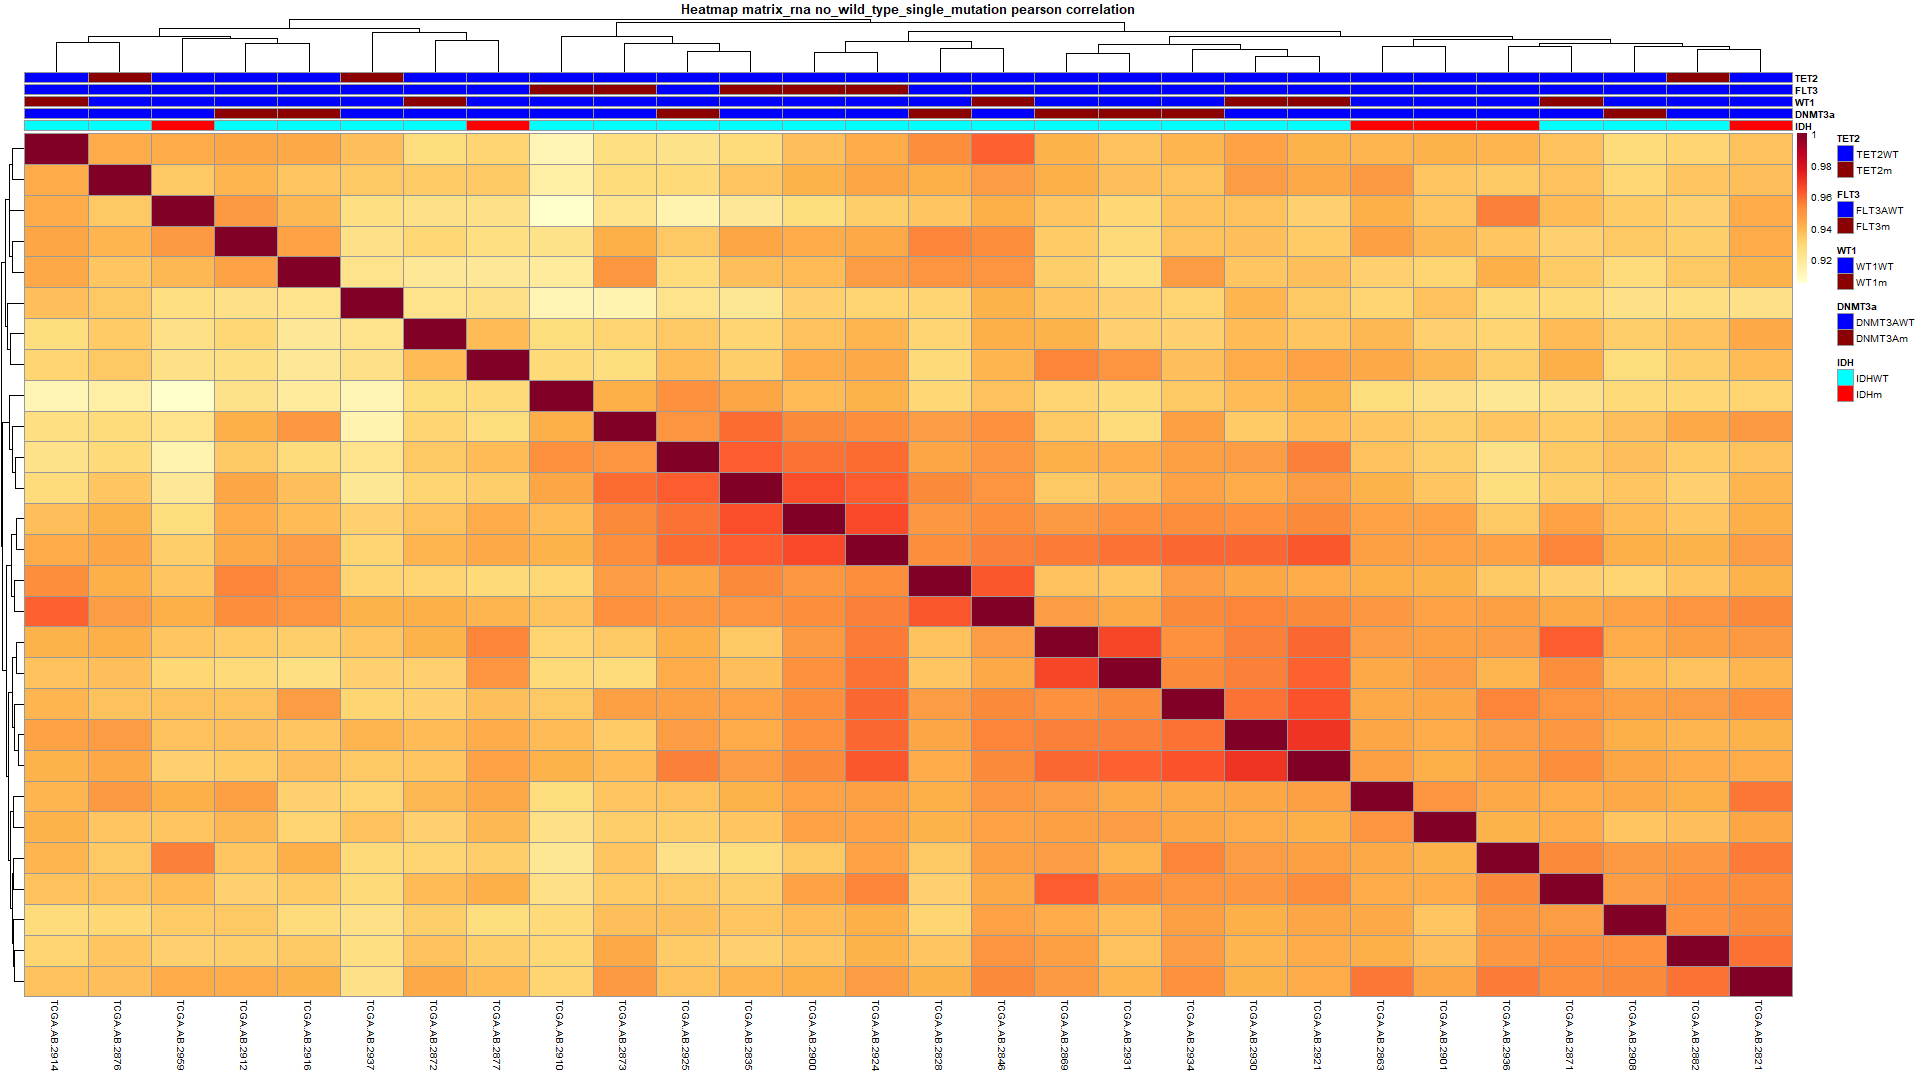 Heatmap matrix_rna no_wild_type_single_mutation pearson correlation
TET2
FLT3
WT1
DNMT3a
IDH
1
0.98
0.96
0.94
0.92
TET2
TET2WT
TET2m
FLT3
FLT3AWT
FLT3m
WT1
WT1WT
WT1m
DNMT3a
DNMT3AWT
DNMT3Am
IDH
IDHWT
IDHm
TCGA.AB.2914
TCGA.AB.2876
TCGA.AB.2959
TCGA.AB.2912
TCGA.AB.2916
TCGA.AB.2937
TCGA.AB.2872
TCGA.AB.2877
TCGA.AB.2910
TCGA.AB.2873
TCGA.AB.2925
TCGA.AB.2835
TCGA.AB.2900
TCGA.AB.2924
TCGA.AB.2828
TCGA.AB.2846
TCGA.AB.2869
TCGA.AB.2931
TCGA.AB.2934
TCGA.AB.2930
TCGA.AB.2921
TCGA.AB.2863
TCGA.AB.2901
TCGA.AB.2936
TCGA.AB.2871
TCGA.AB.2908
TCGA.AB.2882
TCGA.AB.2821